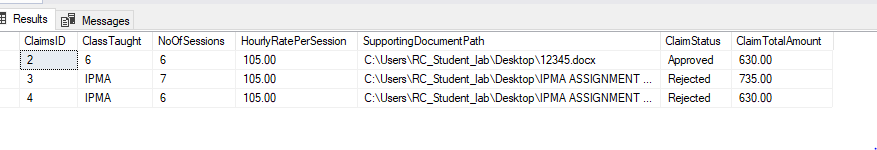 Results Messages
ClaimsID ClassTaught NoOfSessions HourlyRatePerSession SupportingDocumentPath ClaimStatus ClaimTotalAmount
2 6 6 105.00 C:\Users\RC_Student_lab\Desktop\12345.docx Approved 630.00
3 IPMA 7 105.00 C:\Users\RC_Student_lab\Desktop\IPMA ASSIGNMENT ... Rejected 735.00
4 IPMA 6 105.00 C:\Users\RC_Student_lab\Desktop\IPMA ASSIGNMENT ... Rejected 630.00